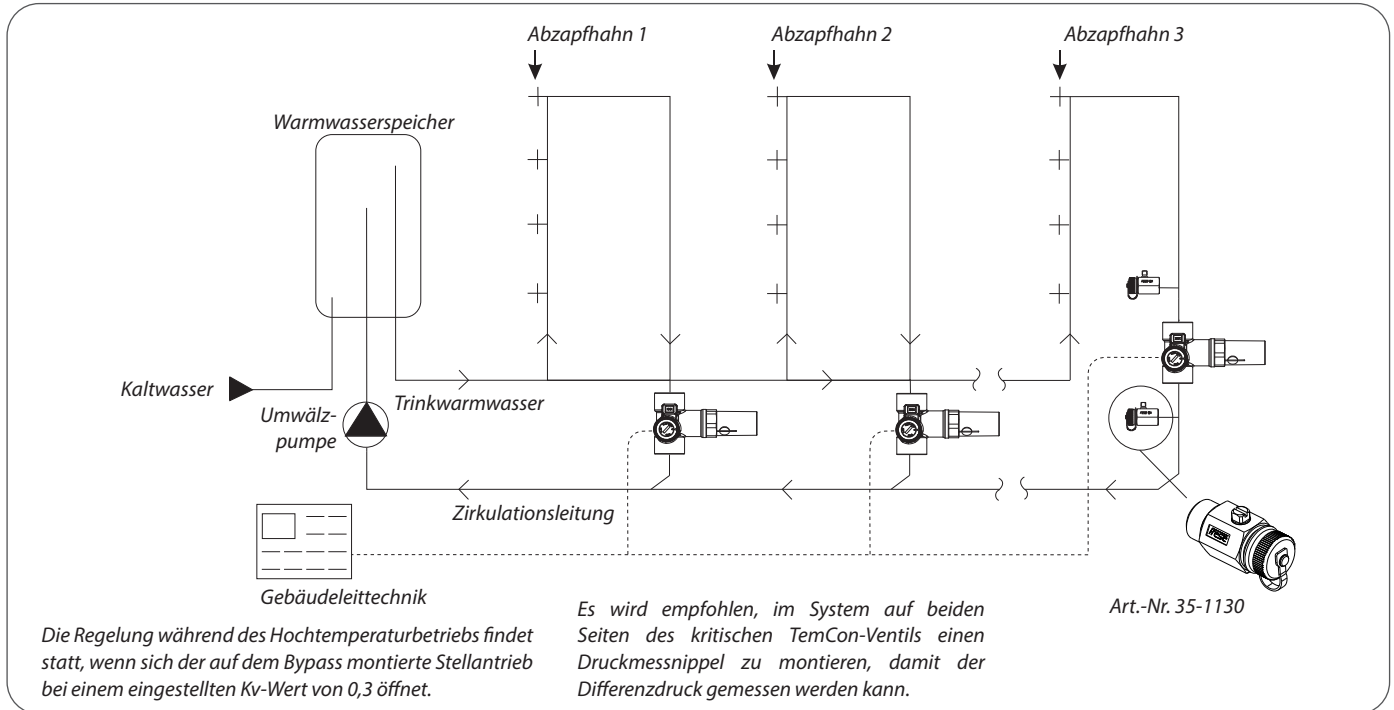 Abzapfhahn 1
Abzapfhahn 2
Abzapfhahn 3
Warmwasserspeicher
Kaltwasser
Umwälz-
pumpe
Trinkwarmwasser
Zirkulationsleitung
Gebäudeleittechnik
Art.-Nr. 35-1130
Die Regelung während des Hochtemperaturbetriebs findet
statt, wenn sich der auf dem Bypass montierte Stellantrieb
bei einem eingestellten Kv-Wert von 0,3 öffnet.
Es wird empfohlen, im System auf beiden
Seiten des kritischen TemCon-Ventils einen
Druckmessnippel zu montieren, damit der
Differenzdruck gemessen werden kann.